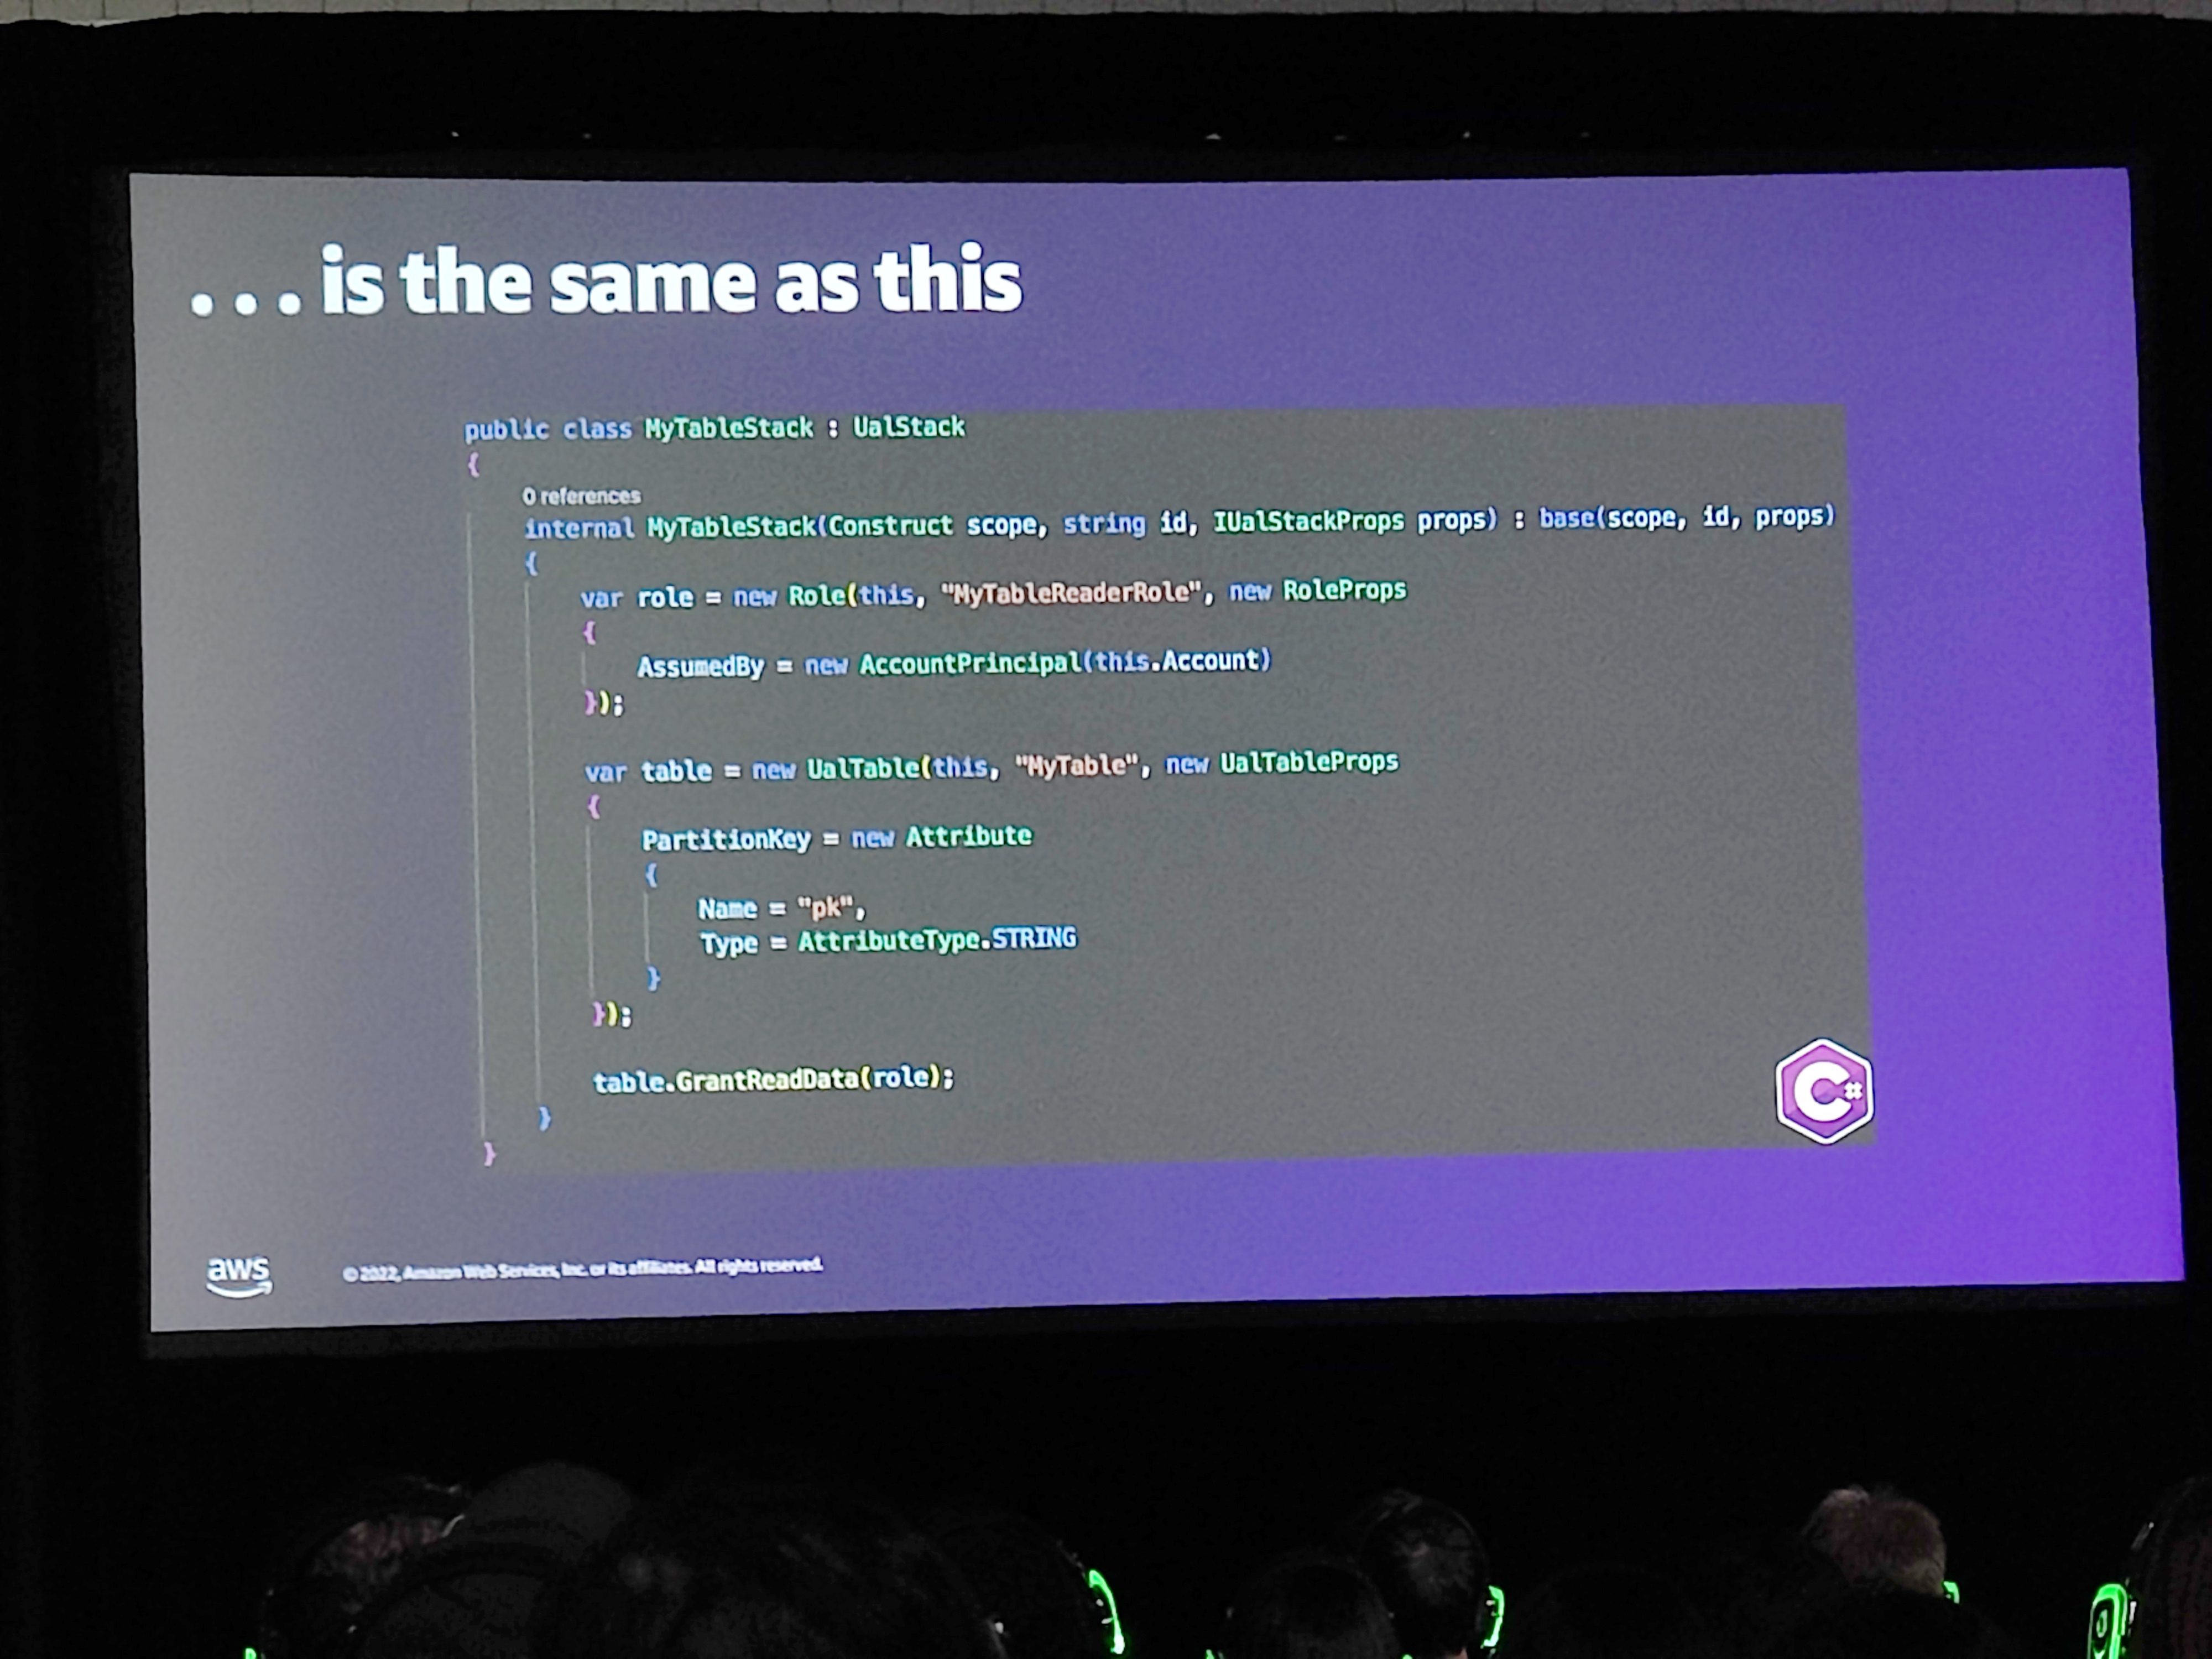 ... is the same as this
public class MyTableStack : UalStack
{
0 references
internal MyTableStack(Construct scope, string id, IUalStackProps props) : base(scope, id, props)
{
var role = new Role(this, "MyTableReaderRole", new RoleProps
{
AssumedBy = new AccountPrincipal(this.Account)
});
var table = new UalTable(this, "MyTable", new UalTableProps
{
PartitionKey = new Attribute
{
Name = "pk",
Type = AttributeType.STRING
}
});
table.GrantReadData(role);
}
}
C#
aws
© 2022, Amazon Web Services, Inc. or its affiliates. All rights reserved.